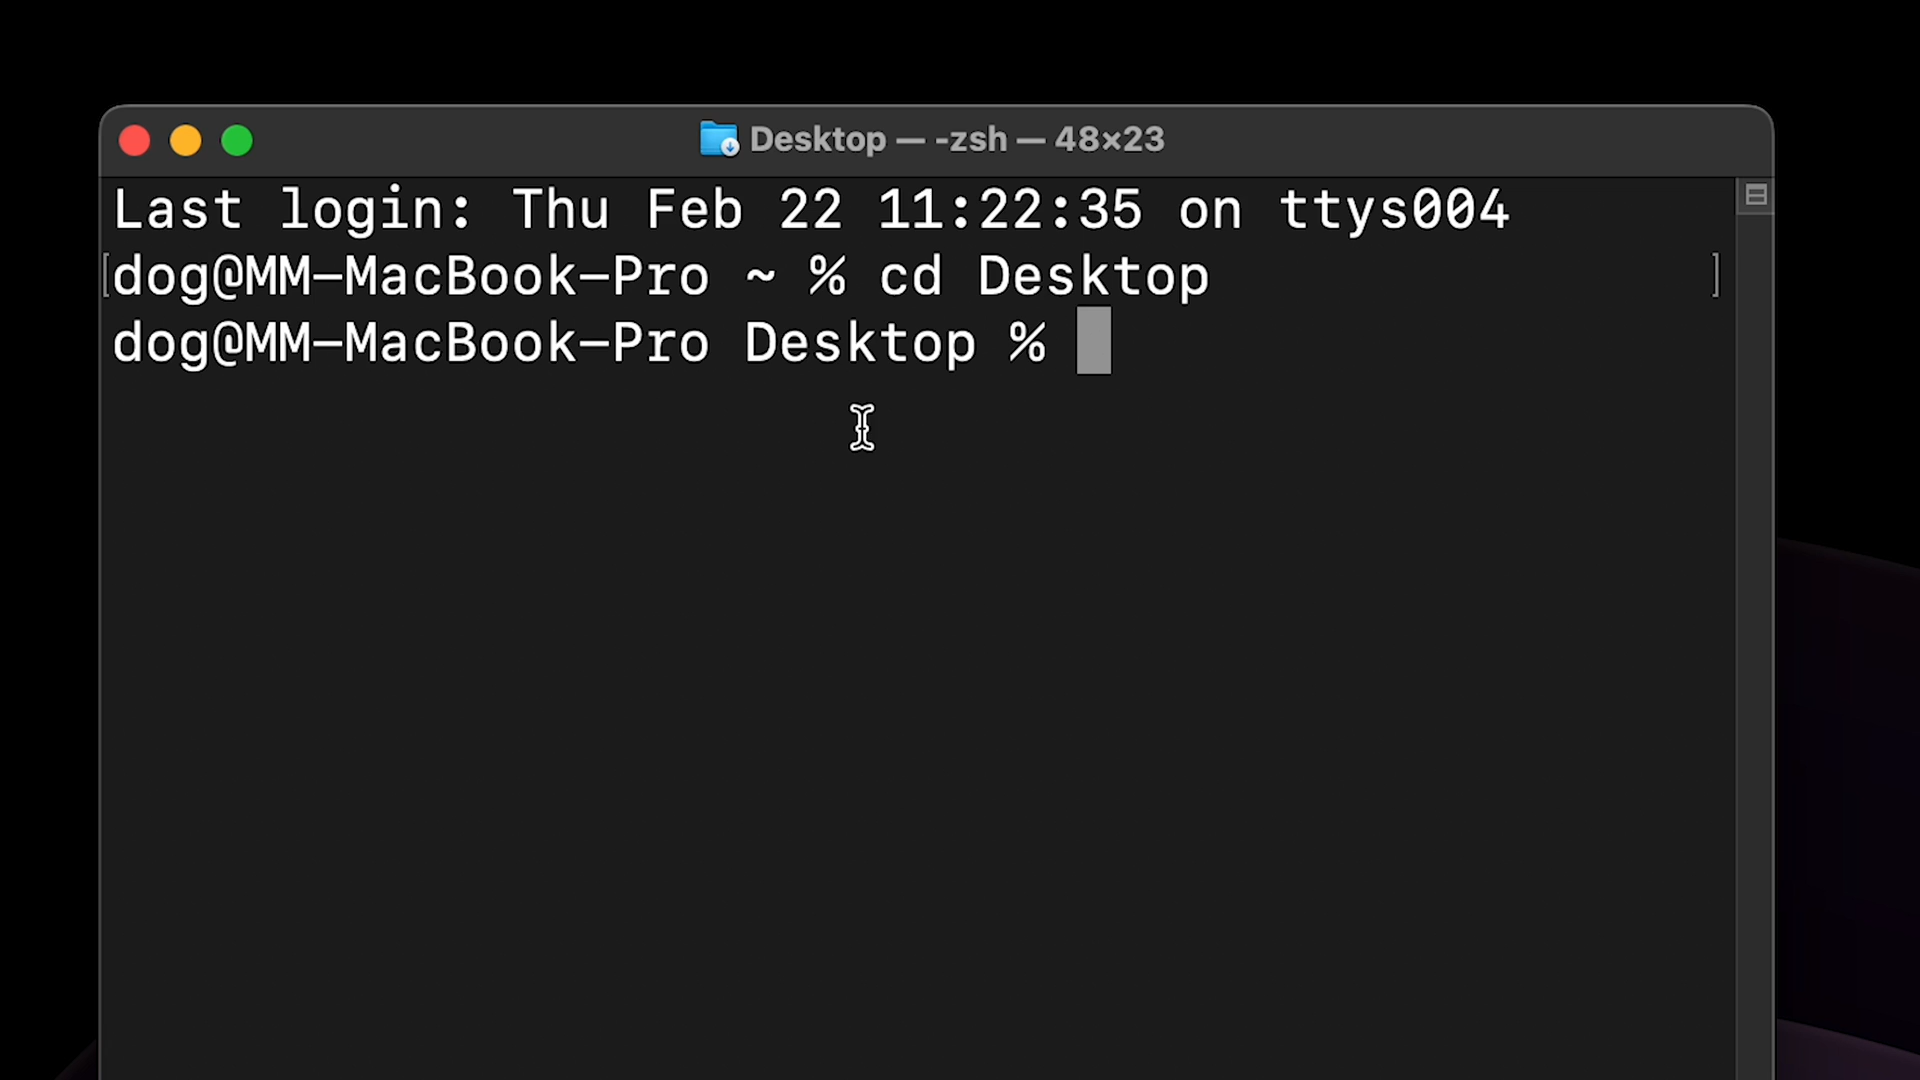 Desktop — -zsh — 48×23
Last login: Thu Feb 22 11:22:35 on ttys004
[dog@MM-MacBook-Pro ~ % cd Desktop ]
dog@MM-MacBook-Pro Desktop %